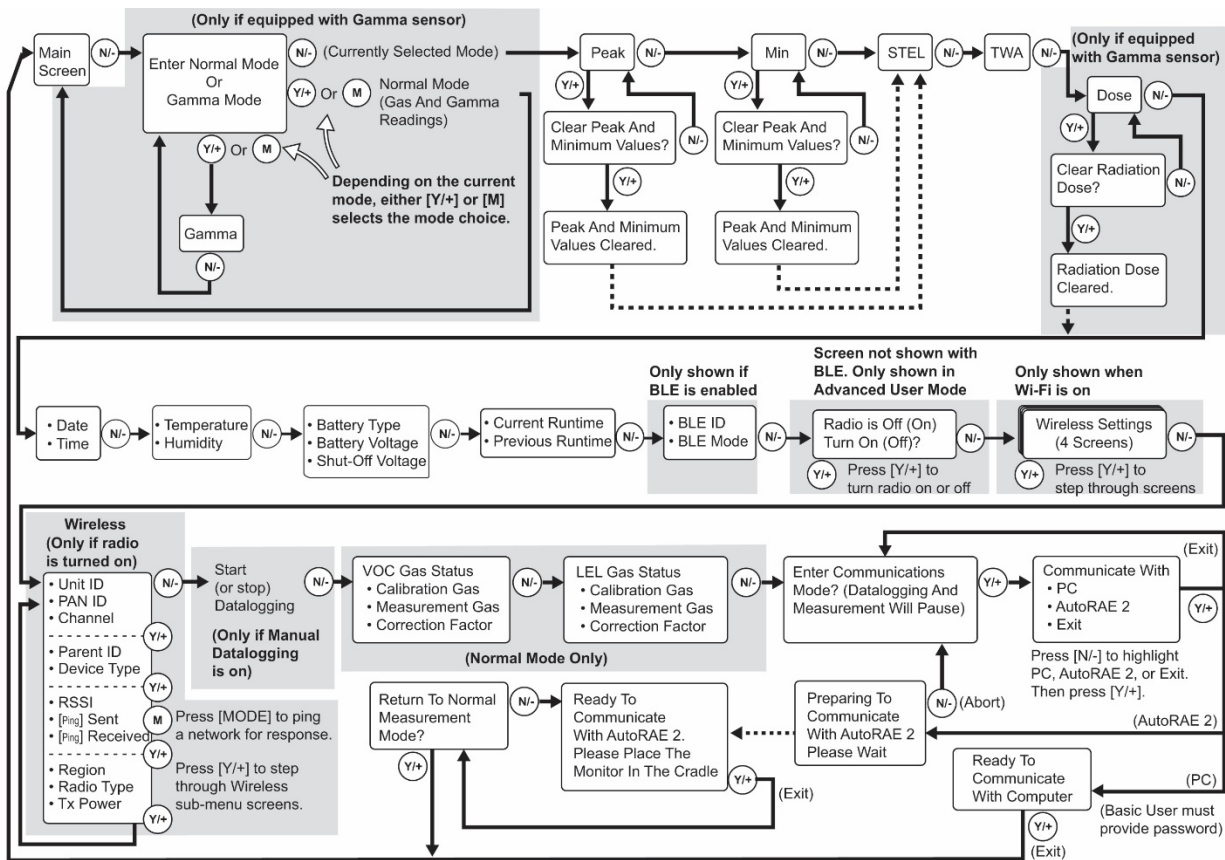 (Only if equipped with Gamma sensor)
Main
Screen
N/-
Enter Normal Mode
Or
Gamma Mode
N/-
(Currently Selected Mode)
Y/+
Or
M
Normal Mode
(Gas And Gamma
Readings)
Y/+
Or
M
Depending on the current
mode, either [Y/+] or [M]
selects the mode choice.
Gamma
N/-
Peak
N/-
Y/+
Clear Peak And
Minimum Values?
N/-
Y/+
Peak And Minimum
Values Cleared.
Min
N/-
Y/+
Clear Peak And
Minimum Values?
N/-
Y/+
Peak And Minimum
Values Cleared.
STEL
N/-
TWA
N/-
(Only if equipped
with Gamma sensor)
Dose
N/-
Y/+
Clear Radiation
Dose?
N/-
Y/+
Radiation Dose
Cleared.
• Date
• Time
N/-
• Temperature
• Humidity
N/-
• Battery Type
• Battery Voltage
• Shut-Off Voltage
N/-
• Current Runtime
• Previous Runtime
N/-
Only shown if
BLE is enabled
• BLE ID
• BLE Mode
N/-
Screen not shown with
BLE. Only shown in
Advanced User Mode
Radio is Off (On)
Turn On (Off)?
N/-
Y/+
Press [Y/+] to
turn radio on or off
Only shown when
Wi-Fi is on
Wireless Settings
(4 Screens)
N/-
Y/+
Press [Y/+] to
step through screens
Wireless
(Only if radio
is turned on)
• Unit ID
• PAN ID
• Channel
N/-
Y/+
Parent ID
• Device Type
Y/+
• RSSI
• [Ping] Sent
• [Ping] Received
M
Press [MODE] to ping
a network for response.
Y/+
• Region
• Radio Type
• Tx Power
Press [Y/+] to step
through Wireless
sub-menu screens.
Y/+
Start
(or stop)
Datalogging
N/-
(Only if Manual
Datalogging
is on)
VOC Gas Status
• Calibration Gas
• Measurement Gas
• Correction Factor
N/-
LEL Gas Status
• Calibration Gas
• Measurement Gas
• Correction Factor
N/-
(Normal Mode Only)
Enter Communications
Mode? (Datalogging And
Measurement Will Pause)
Y/+
(Exit)
Communicate With
• PC
• AutoRAE 2
• Exit
Y/+
Press [N/-] to highlight
PC, AutoRAE 2, or Exit.
Then press [Y/+].
(AutoRAE 2)
Return To Normal
Measurement
Mode?
N/-
Y/+
Ready To
Communicate
With AutoRAE 2.
Please Place The
Monitor In The Cradle
Y/+
(Exit)
Preparing To
Communicate
With AutoRAE 2
Please Wait
N/-
(Abort)
Ready To
Communicate
With Computer
(PC)
(Basic User must
provide password)
Y/+
(Exit)